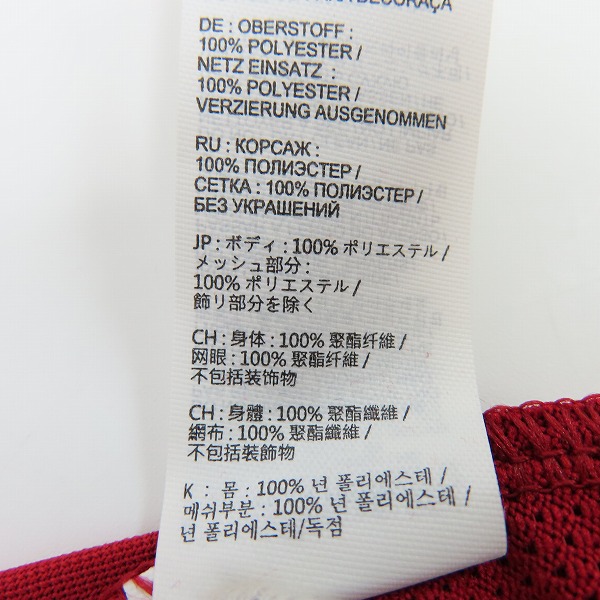 DECORAÇA
DE : OBERSTOFF :
100% POLYESTER /
NETZ EINSATZ :
100% POLYESTER /
VERZIERUNG AUSGENOMMEN
RU : КОРСАЖ :
100% ПОЛИЭСТЕР /
СЕТКА : 100% ПОЛИЭСТЕР /
БЕЗ УКРАШЕНИЙ
JP : ボディ : 100% ポリエステル /
メッシュ部分 :
100% ポリエステル /
飾リ部分を除く
CH : 身体 : 100% 聚酯纤維 /
网眼 : 100% 聚酯纤維 /
不包括装饰物
CH : 身體 : 100% 聚酯纖維 /
網布 : 100% 聚酯纖維 /
不包括裝飾物
K : 몸 : 100% 년 폴리에스테 /
메쉬부분 : 100% 년 폴리에스테 /
년 폴리에스테/독점